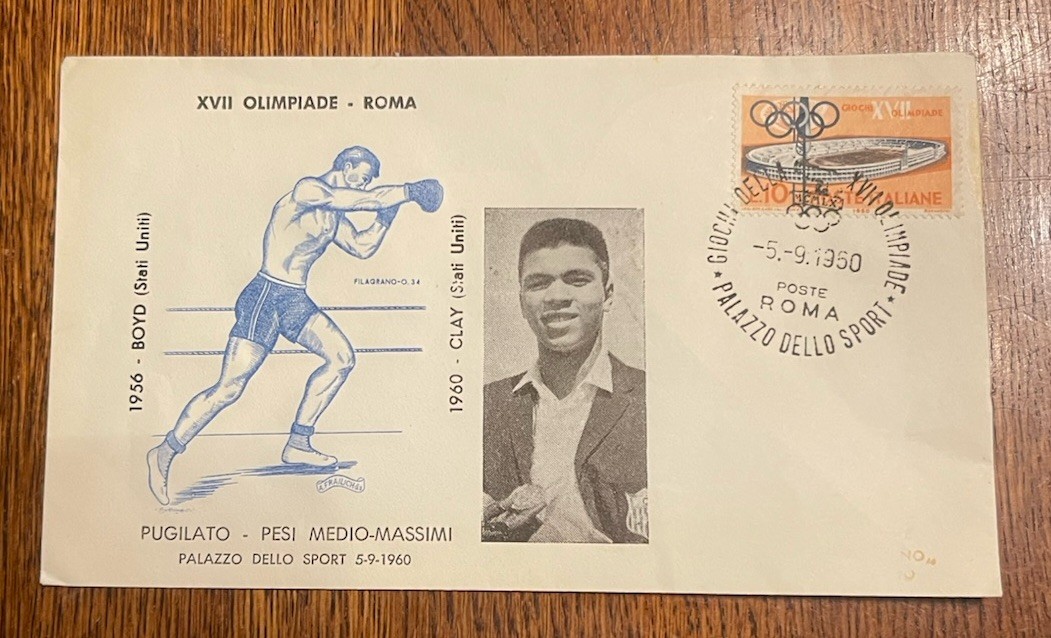 XVII OLIMPIADE - ROMA
1956 - BOYD (Stati Uniti)
FILAGRANO-O.34
1960 - CLAY (Stati Uniti)
FRAILICH
PUGILATO - PESI MEDIO-MASSIMI
PALAZZO DELLO SPORT 5-9-1960
GIOCHI XVII OLIMPIADE
L.10 POSTE ITALIANE
GIOCHI DELLA XVII OLIMPIADE
-5.-9.1960
POSTE
ROMA
* PALAZZO DELLO SPORT *